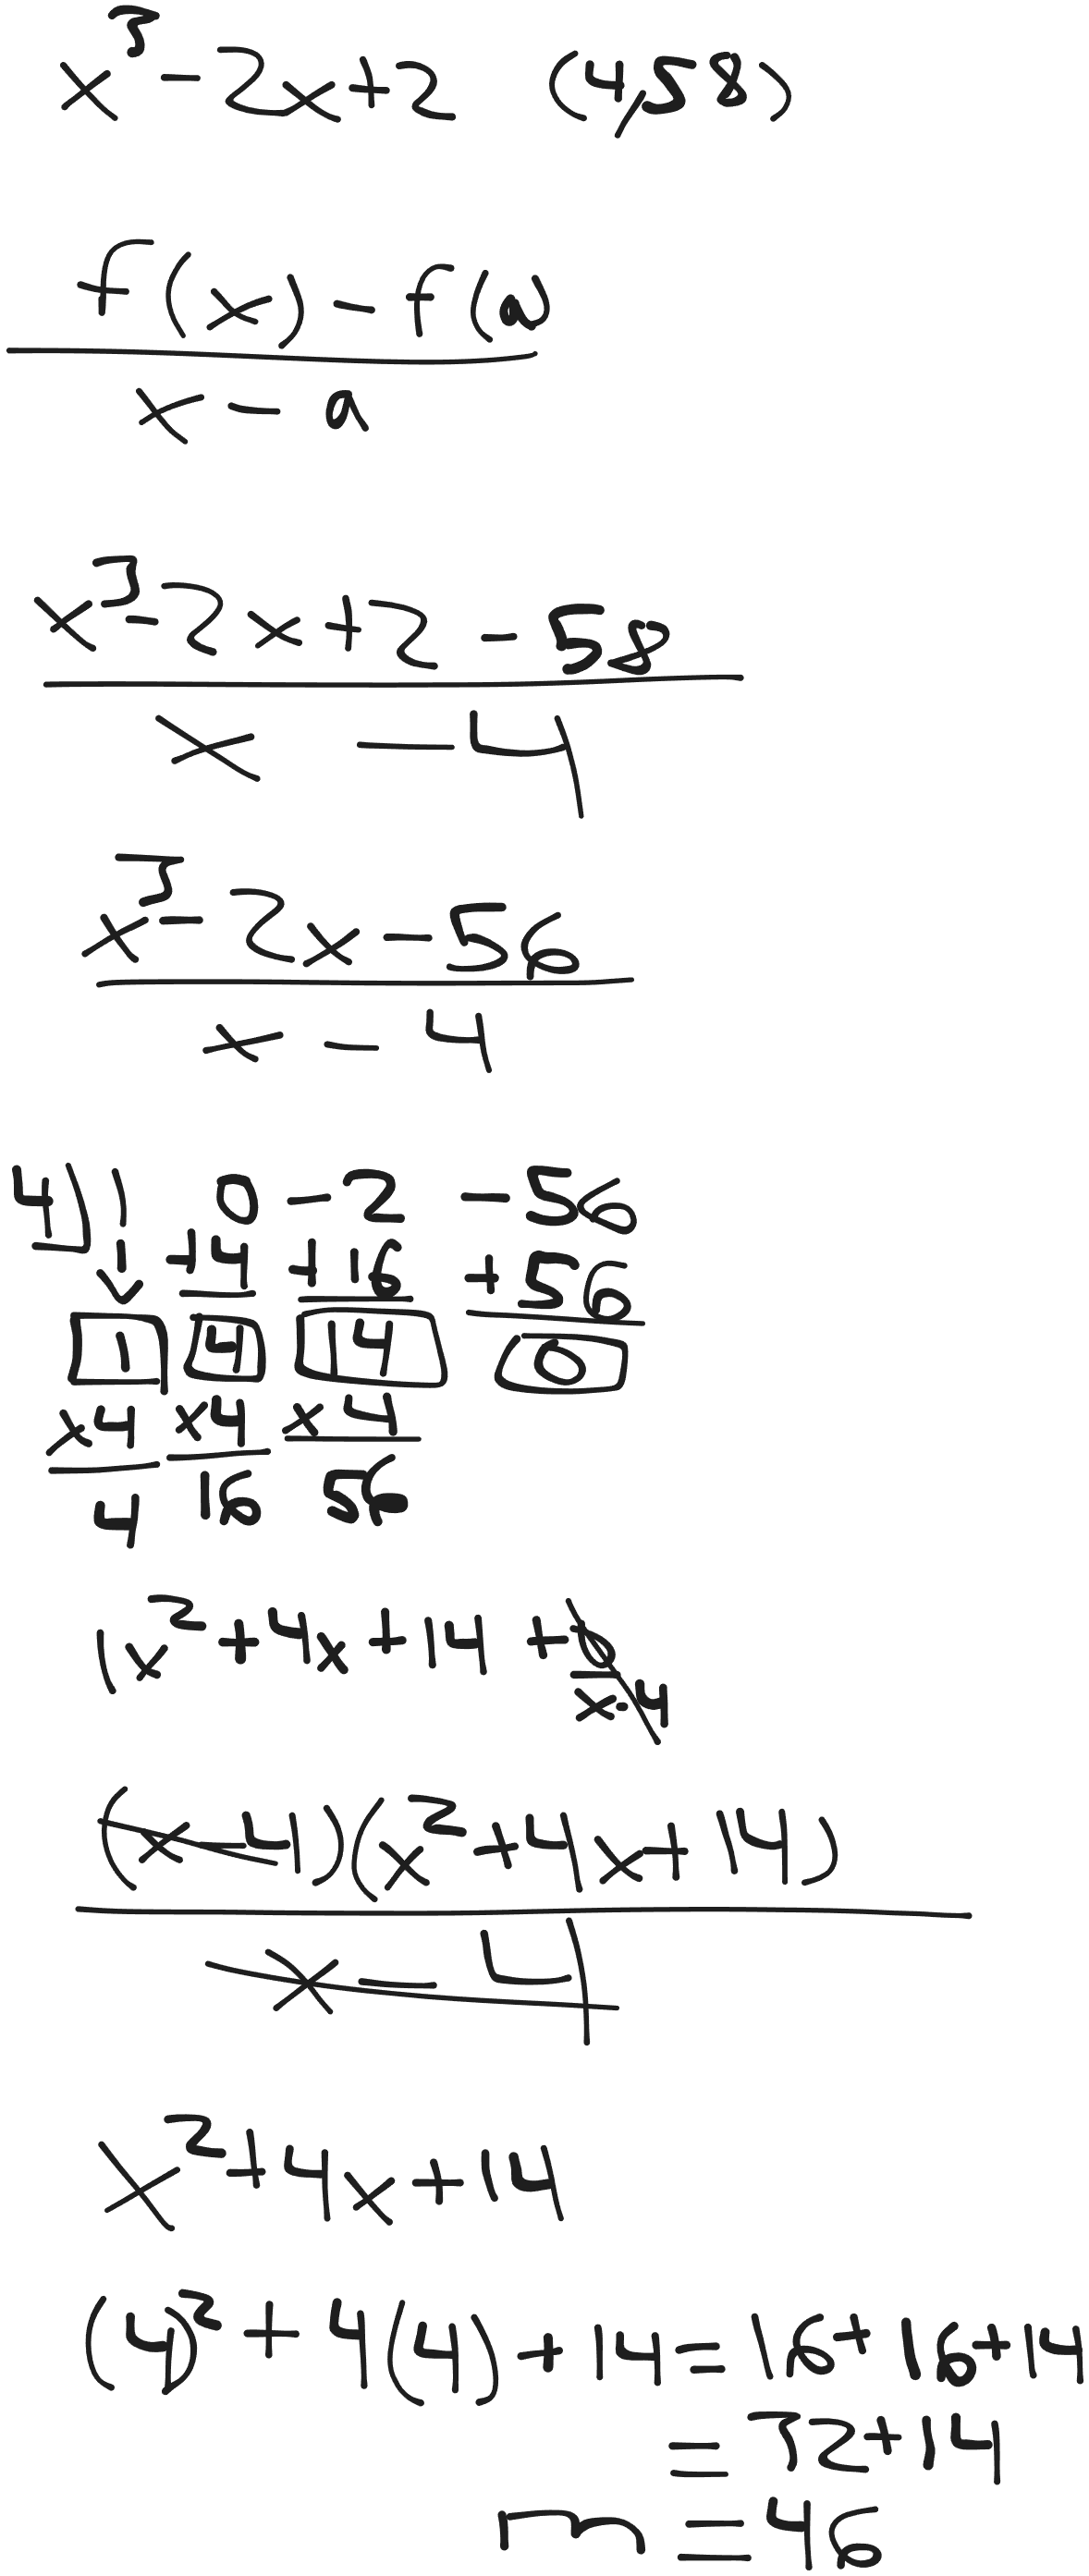 x³ - 2x + 2 (4,58)
f(x) - f(a)
x - a
x³ - 2x + 2 - 58
x - 4
x³ - 2x - 56
x - 4
4) 1 0 - 2 - 56
↓ +4 +16 +56
1 4 14 0
x4 x4 x4
4 16 56
1x² + 4x + 14 + 0
x - 4
(x - 4)(x² + 4x + 14)
x - 4
x² + 4x + 14
(4)² + 4(4) + 14 = 16 + 16 + 14
= 32 + 14
m = 46